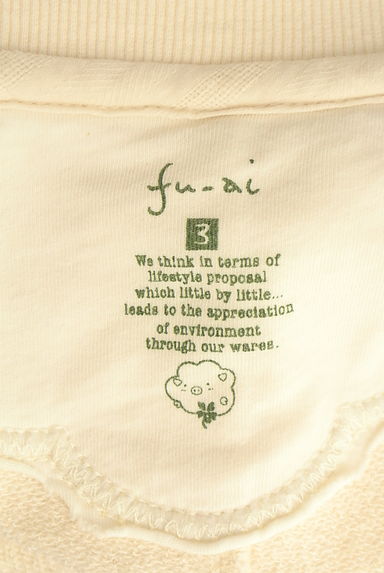 fu-ai
3
We think in terms of
lifestyle proposal
which little by little...
leads to the appreciation
of environment
through our wares.